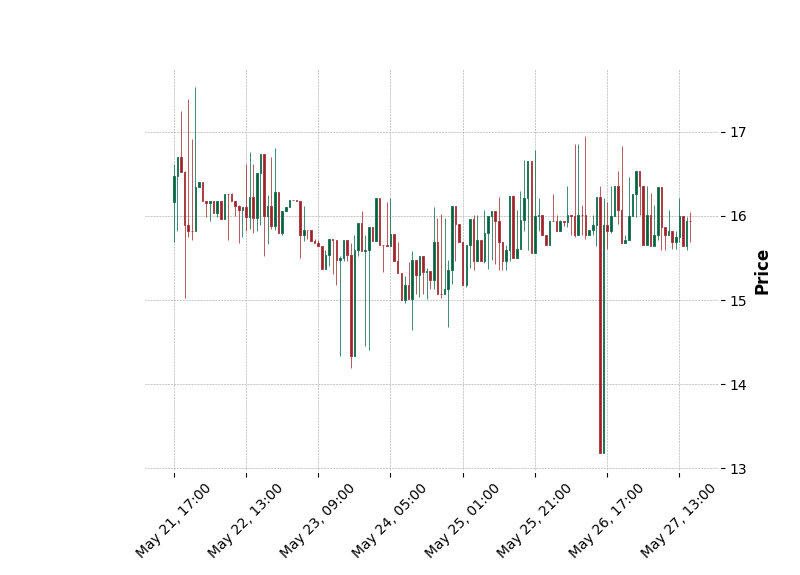 17
16
15
14
13
Price
May 21, 17:00
May 22, 13:00
May 23, 09:00
May 24, 05:00
May 25, 01:00
May 25, 21:00
May 26, 17:00
May 27, 13:00